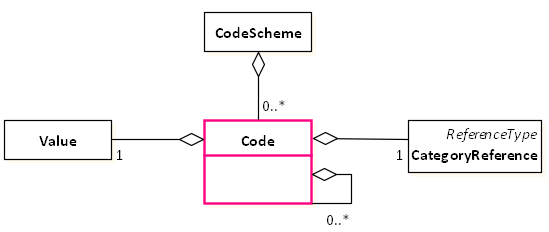 CodeScheme
0..*
Value
1
Code
1
ReferenceType
CategoryReference
0..*